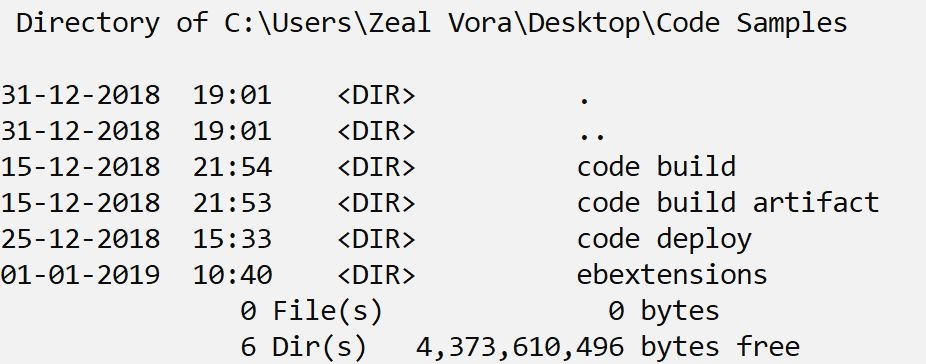 Directory of C:\Users\Zeal Vora\Desktop\Code Samples
31-12-2018  19:01    <DIR>          .
31-12-2018  19:01    <DIR>          ..
15-12-2018  21:54    <DIR>          code build
15-12-2018  21:53    <DIR>          code build artifact
25-12-2018  15:33    <DIR>          code deploy
01-01-2019  10:40    <DIR>          ebextensions
0 File(s)              0 bytes
6 Dir(s)   4,373,610,496 bytes free